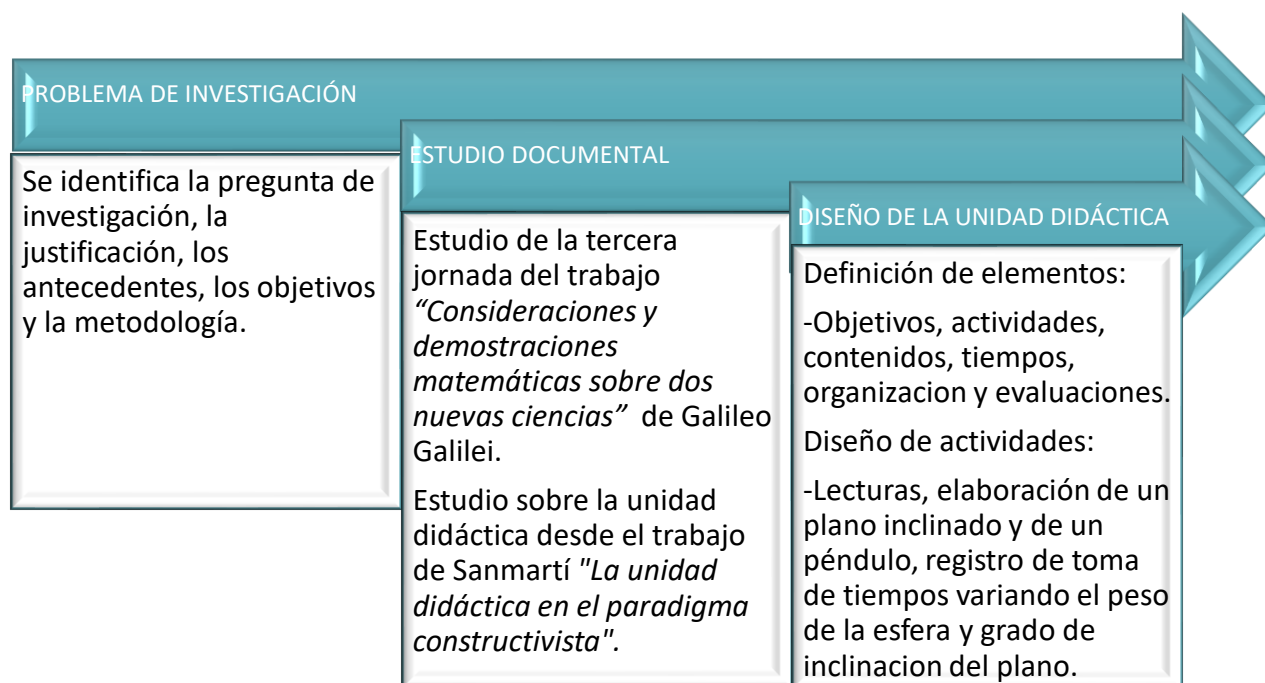 PROBLEMA DE INVESTIGACIÓN
Se identifica la pregunta de
investigación, la
justificación, los
antecedentes, los objetivos
y la metodología.
ESTUDIO DOCUMENTAL
Estudio de la tercera
jornada del trabajo
“Consideraciones y
demostraciones
matemáticas sobre dos
nuevas ciencias” de Galileo
Galilei.
Estudio sobre la unidad
didáctica desde el trabajo
de Sanmartí "La unidad
didáctica en el paradigma
constructivista".
DISEÑO DE LA UNIDAD DIDÁCTICA
Definición de elementos:
-Objetivos, actividades,
contenidos, tiempos,
organizacion y evaluaciones.
Diseño de actividades:
-Lecturas, elaboración de un
plano inclinado y de un
péndulo, registro de toma
de tiempos variando el peso
de la esfera y grado de
inclinacion del plano.